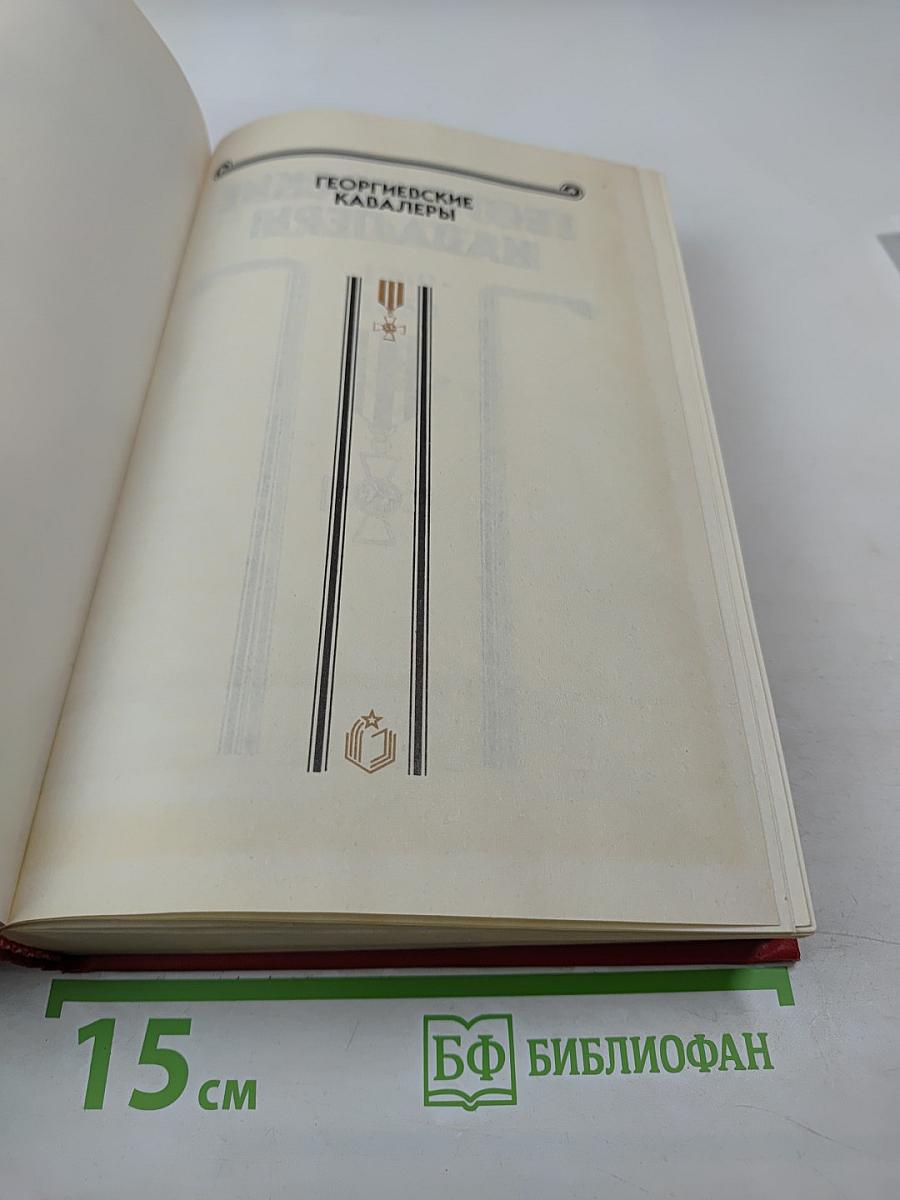 ГЕОРГИЕВСКИЕ
КАВАЛЕРЫ
15 см
БФ БИБЛИОФАН